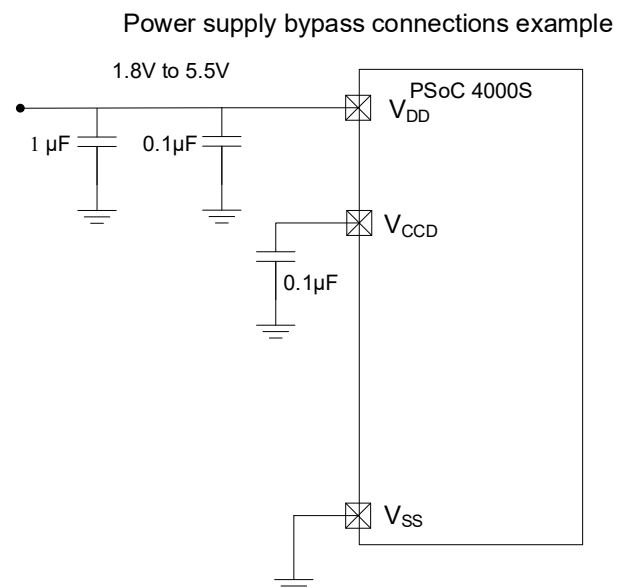 Power supply bypass connections example
1.8V to 5.5V
PSoC 4000S
VDD
1 µF
0.1µF
VCCD
0.1µF
VSS